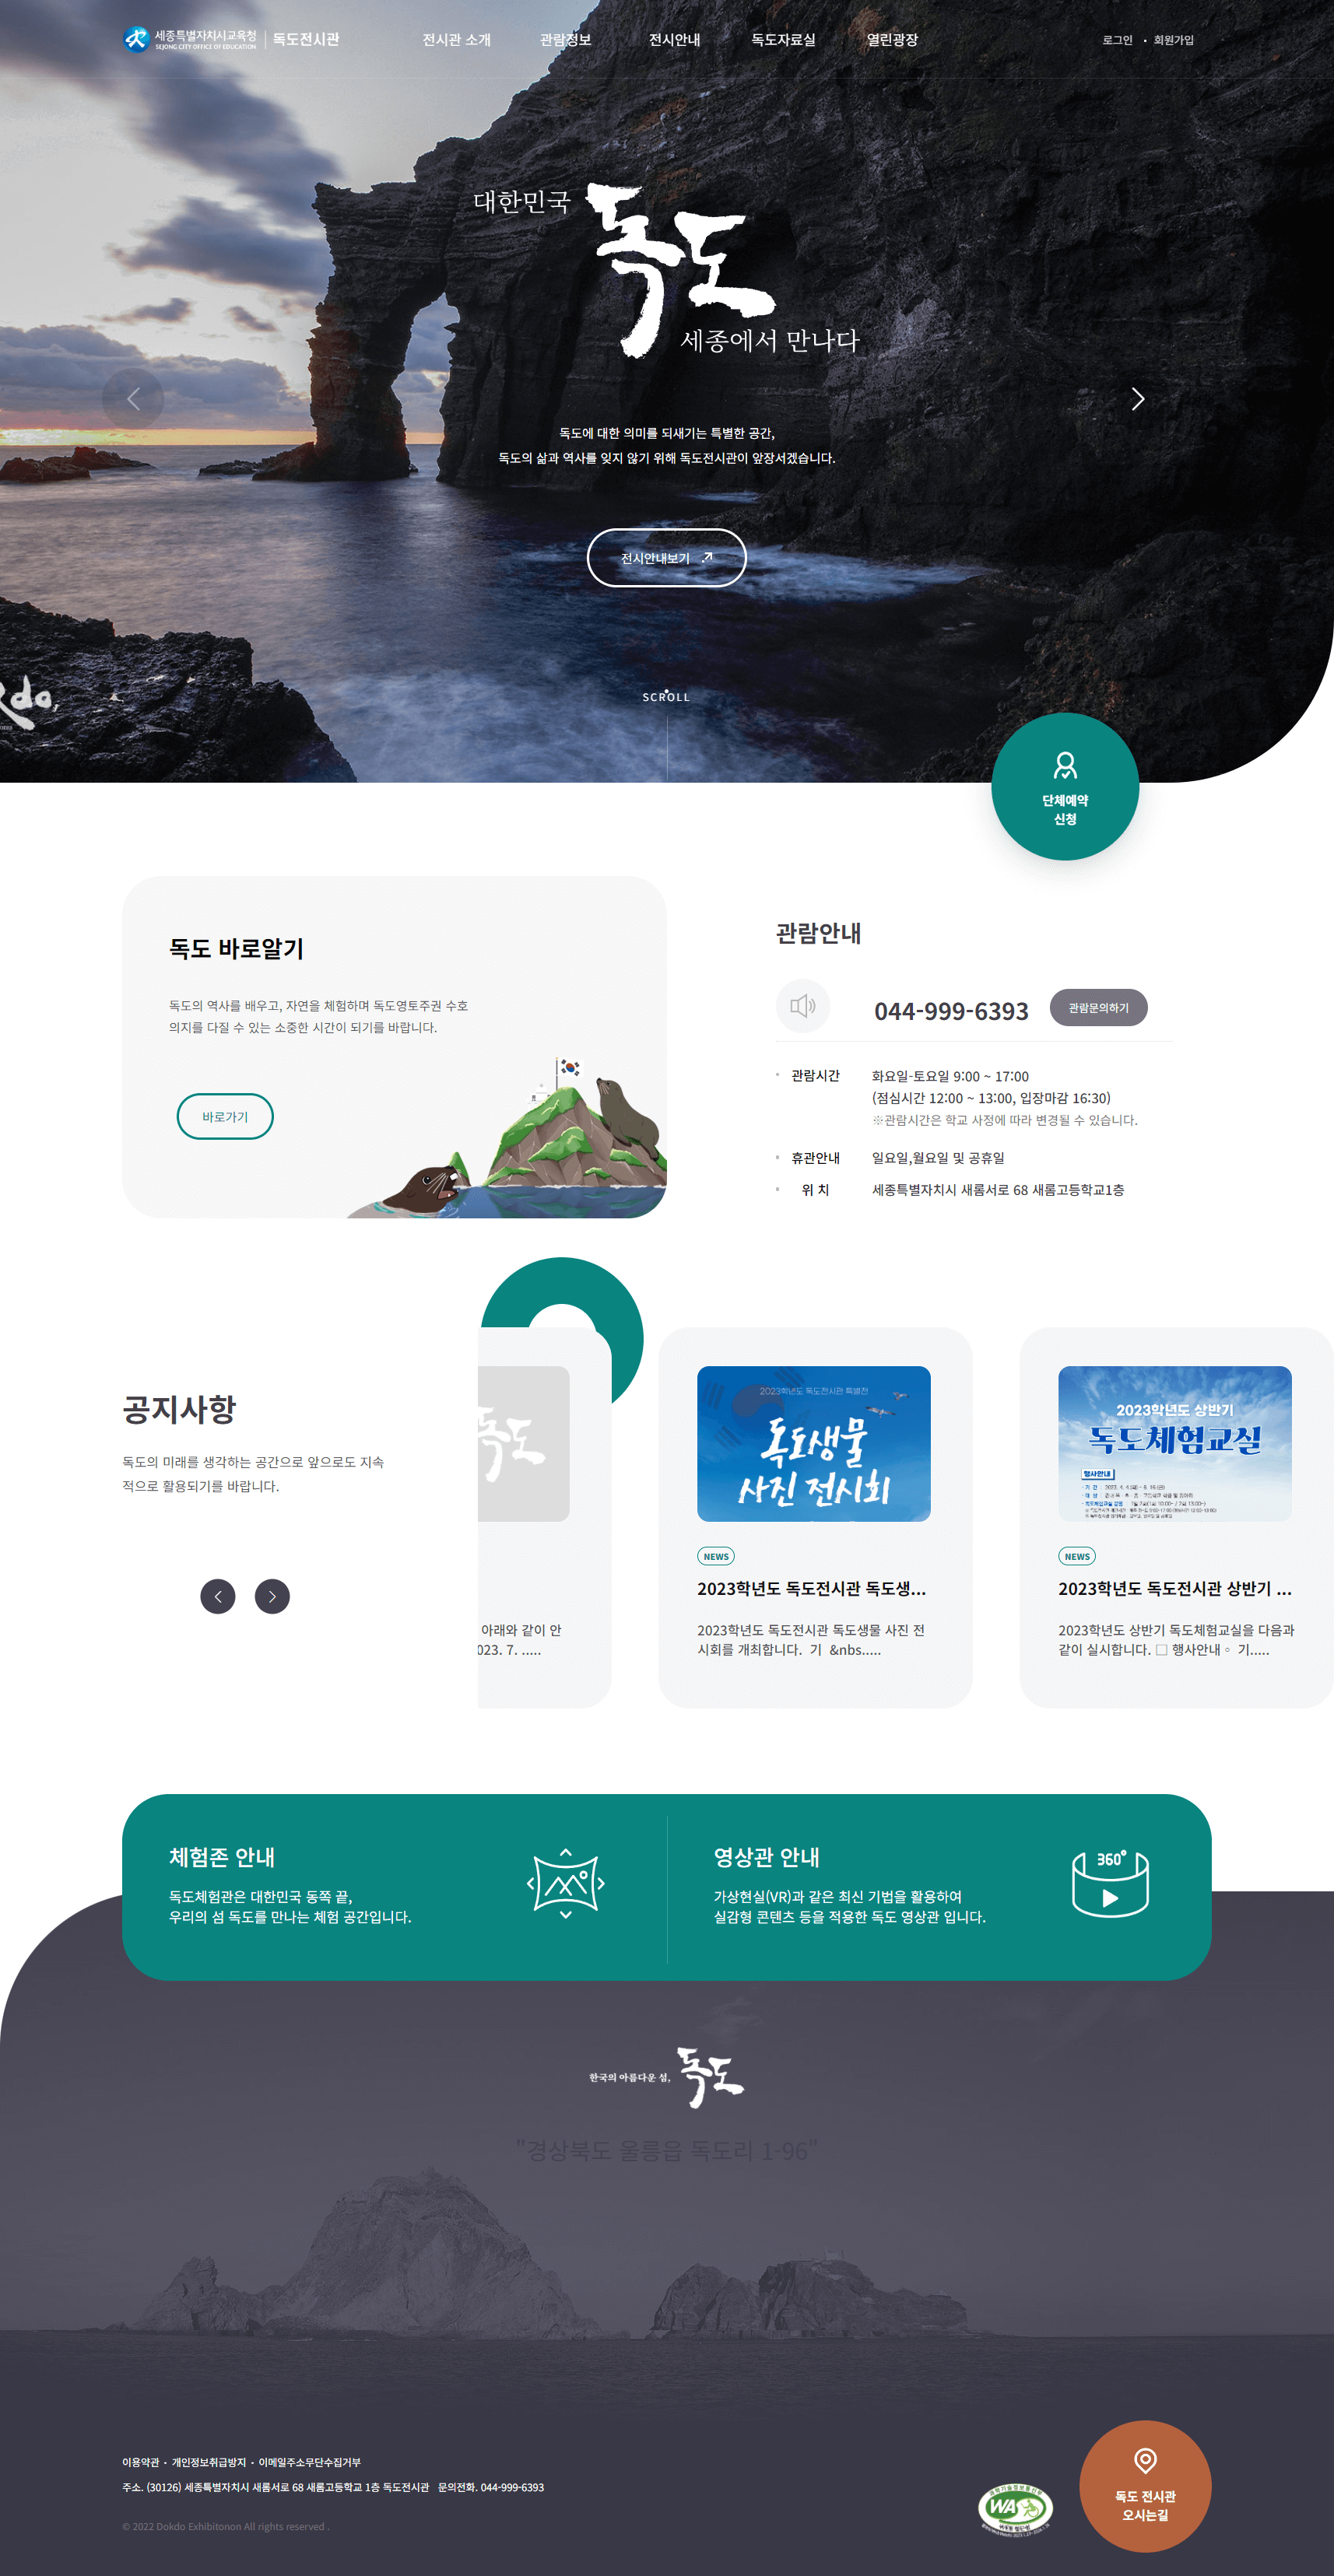 세종특별자치시교육청
SEJONG CITY OFFICE OF EDUCATION
독도전시관
전시관 소개
관람정보
전시안내
독도자료실
열린광장
로그인 • 회원가입
대한민국 독도
세종에서 만나다
독도에 대한 의미를 되새기는 특별한 공간,
독도의 삶과 역사를 잊지 않기 위해 독도전시관이 앞장서겠습니다.
전시안내보기
SCROLL
단체예약
신청
독도 바로알기
독도의 역사를 배우고, 자연을 체험하며 독도영토주권 수호
의지를 다질 수 있는 소중한 시간이 되기를 바랍니다.
바로가기
관람안내
044-999-6393
관람문의하기
관람시간
화요일-토요일 9:00 ~ 17:00
(점심시간 12:00 ~ 13:00, 입장마감 16:30)
※관람시간은 학교 사정에 따라 변경될 수 있습니다.
휴관안내
일요일,월요일 및 공휴일
위 치
세종특별자치시 새롬서로 68 새롬고등학교1층
공지사항
독도의 미래를 생각하는 공간으로 앞으로도 지속
적으로 활용되기를 바랍니다.
독도
아래와 같이 안
023. 7. .....
2023학년도 독도전시관 특별전
독도생물
사진 전시회
NEWS
2023학년도 독도전시관 독도생...
2023학년도 독도전시관 독도생물 사진 전
시회를 개최합니다. 기 &nbs.....
2023학년도 상반기
독도체험교실
행사안내
NEWS
2023학년도 독도전시관 상반기 ...
2023학년도 상반기 독도체험교실을 다음과
같이 실시합니다. □ 행사안내 ◦ 기.....
체험존 안내
독도체험관은 대한민국 동쪽 끝,
우리의 섬 독도를 만나는 체험 공간입니다.
영상관 안내
가상현실(VR)과 같은 최신 기법을 활용하여
실감형 콘텐츠 등을 적용한 독도 영상관 입니다.
360°
한국의 아름다운 섬, 독도
"경상북도 울릉읍 독도리 1-96"
이용약관 • 개인정보취급방지 • 이메일주소무단수집거부
주소. (30126) 세종특별자치시 새롬서로 68 새롬고등학교 1층 독도전시관 문의전화. 044-999-6393
© 2022 Dokdo Exhibitonon All rights reserved .
WA
독도 전시관
오시는길